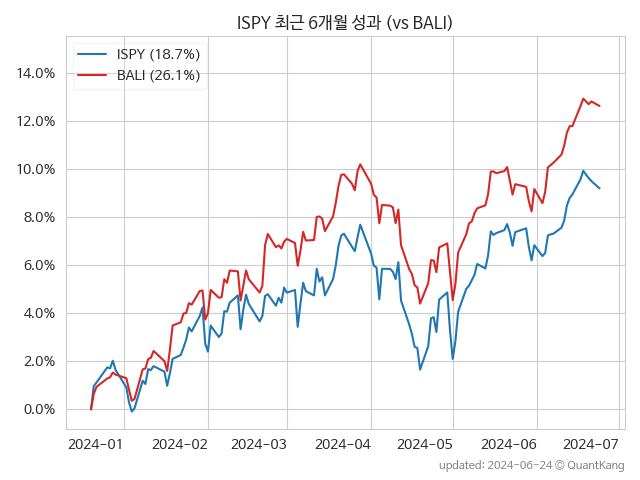 ISPY 최근 6개월 성과 (vs BALI)
ISPY (18.7%)
BALI (26.1%)
14.0%
12.0%
10.0%
8.0%
6.0%
4.0%
2.0%
0.0%
2024-01 2024-02 2024-03 2024-04 2024-05 2024-06 2024-07
updated: 2024-06-24 © QuantKang